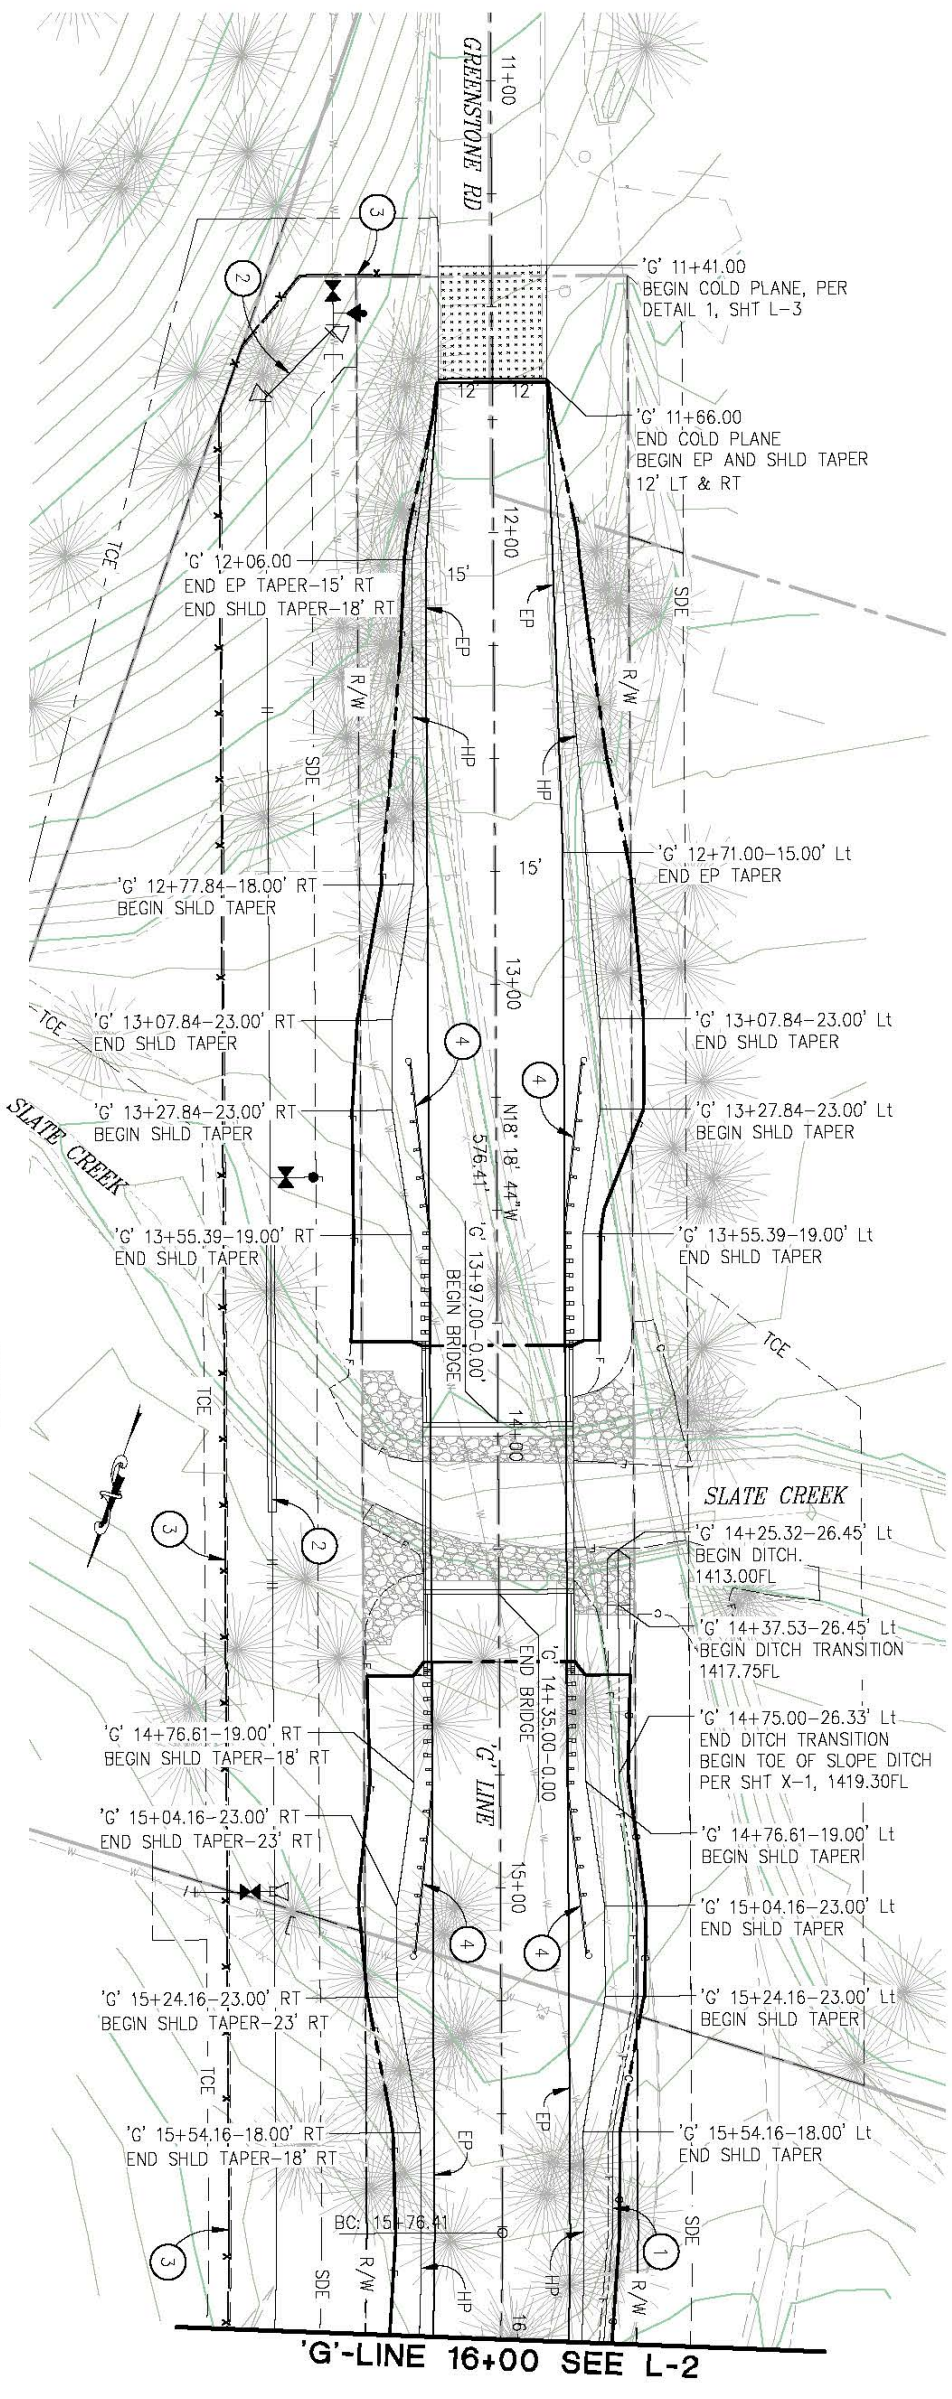 GREENSTONE RD
11+00
'G' 11+41.00
BEGIN COLD PLANE, PER
DETAIL 1, SHT L-3
3
2
12' 12'
'G' 11+66.00
END COLD PLANE
BEGIN EP AND SHLD TAPER
12' LT & RT
12+00
TCE
'G' 12+06.00
END EP TAPER-15' RT
END SHLD TAPER-18' RT
15'
EP
EP
SDE
R/W
R/W
HP
HP
SDE
'G' 12+71.00-15.00' Lt
END EP TAPER
15'
'G' 12+77.84-18.00' RT
BEGIN SHLD TAPER
13+00
TCE
'G' 13+07.84-23.00' RT
END SHLD TAPER
'G' 13+07.84-23.00' Lt
END SHLD TAPER
4
4
SLATE CREEK
'G' 13+27.84-23.00' RT
BEGIN SHLD TAPER
'G' 13+27.84-23.00' Lt
BEGIN SHLD TAPER
N18° 18' 44"W
576.41'
'G' 13+55.39-19.00' RT
END SHLD TAPER
'G' 13+55.39-19.00' Lt
END SHLD TAPER
'G' 13+97.00-0.00'
BEGIN BRIDGE
TCE
TCE
14+00
SLATE CREEK
3
2
'G' 14+25.32-26.45' Lt
BEGIN DITCH.
1413.00FL
'G' 14+37.53-26.45' Lt
BEGIN DITCH TRANSITION
1417.75FL
'G' 14+35.00-0.00
END BRIDGE
'G' 14+75.00-26.33' Lt
END DITCH TRANSITION
BEGIN TOE OF SLOPE DITCH
PER SHT X-1, 1419.30FL
'G' 14+76.61-19.00' RT
BEGIN SHLD TAPER-18' RT
'G' LINE
'G' 15+04.16-23.00' RT
END SHLD TAPER-23' RT
'G' 14+76.61-19.00' Lt
BEGIN SHLD TAPER
15+00
'G' 15+04.16-23.00' Lt
END SHLD TAPER
4
4
'G' 15+24.16-23.00' RT
BEGIN SHLD TAPER-23' RT
'G' 15+24.16-23.00' Lt
BEGIN SHLD TAPER
TCE
EP
EP
'G' 15+54.16-18.00' RT
END SHLD TAPER-18' RT
'G' 15+54.16-18.00' Lt
END SHLD TAPER
BC: 15+76.41
3
1
SDE
R/W
HP
HP
R/W
SDE
16
'G'-LINE 16+00 SEE L-2